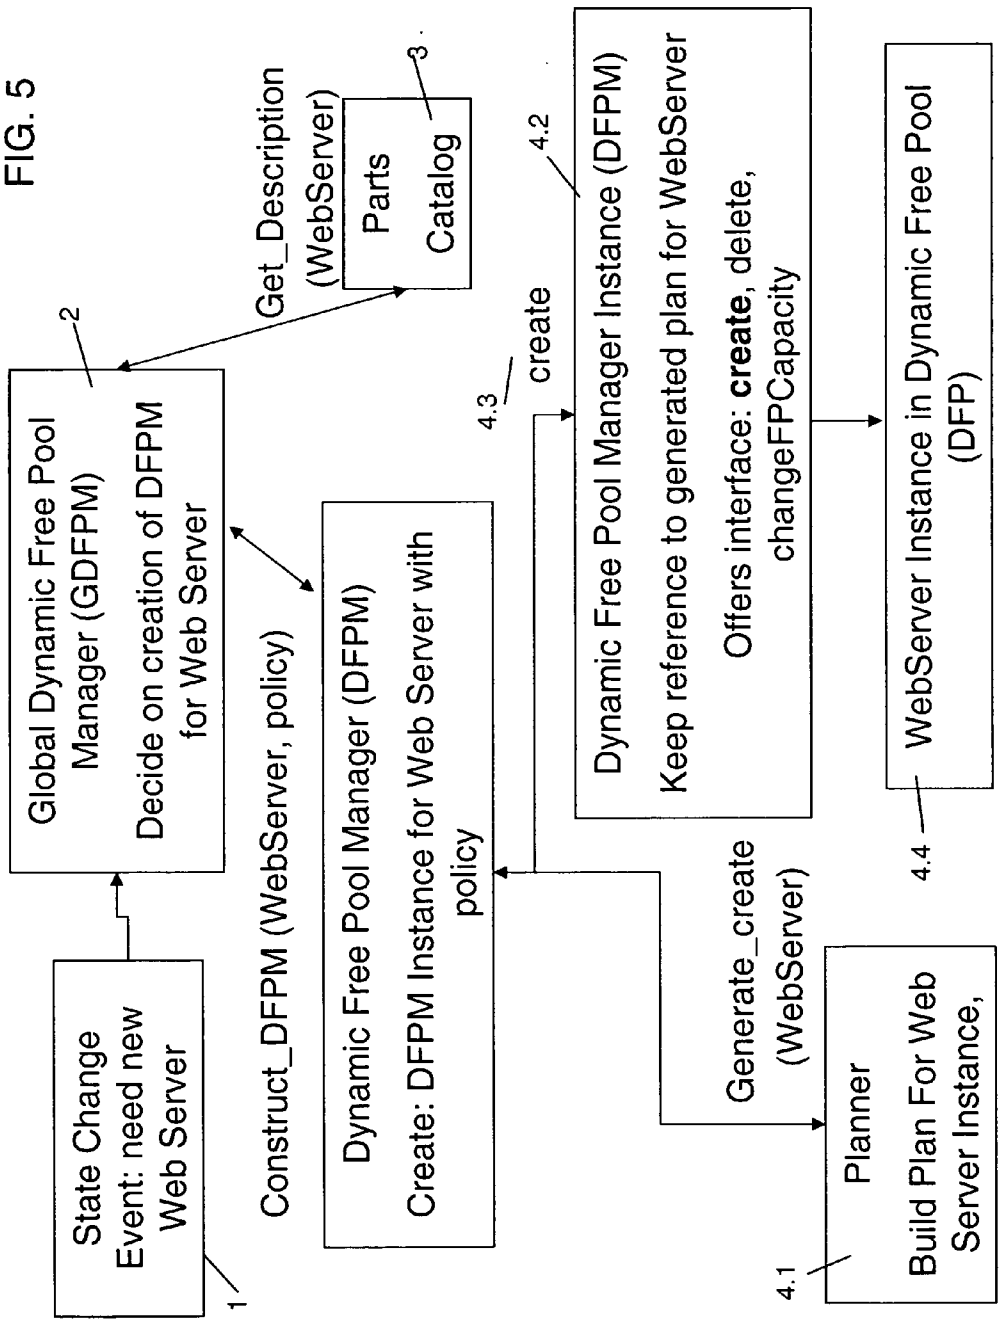 FIG. 5
State Change
Event: need new
Web Server
1
Global Dynamic Free Pool
Manager (GDFPM)
Decide on creation of DFPM
for Web Server
2
Get_Description
(WebServer)
Parts
Catalog
3
Construct_DFPM (WebServer, policy)
Dynamic Free Pool Manager (DFPM)
Create: DFPM Instance for Web Server with
policy
4.3
create
4.2
Dynamic Free Pool Manager Instance (DFPM)
Keep reference to generated plan for WebServer
Offers interface: create, delete,
changeFPCapacity
Generate_create
(WebServer)
4.1
Planner
Build Plan For Web
Server Instance,
4.4
WebServer Instance in Dynamic Free Pool
(DFP)